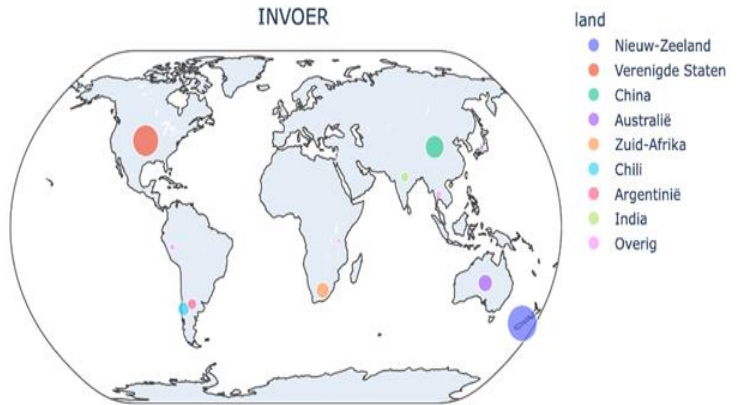 INVOER
land
Nieuw-Zeeland
Verenigde Staten
China
Australië
Zuid-Afrika
Chili
Argentinië
India
Overig